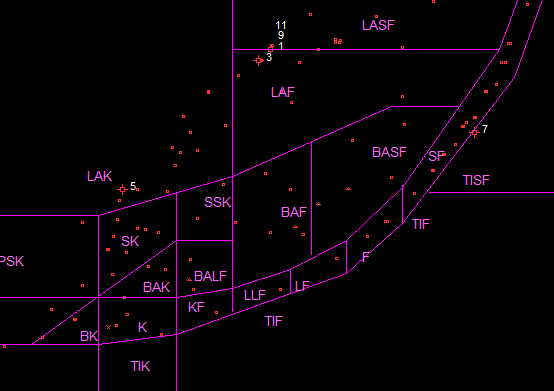 11
LASF
9
1
3
LAF
7
BASF
SF
LAK
5
TISF
SSK
BAF
TIF
SK
PSK
F
BALF
BAK
LF
LLF
KF
TIF
K
BK
TIK